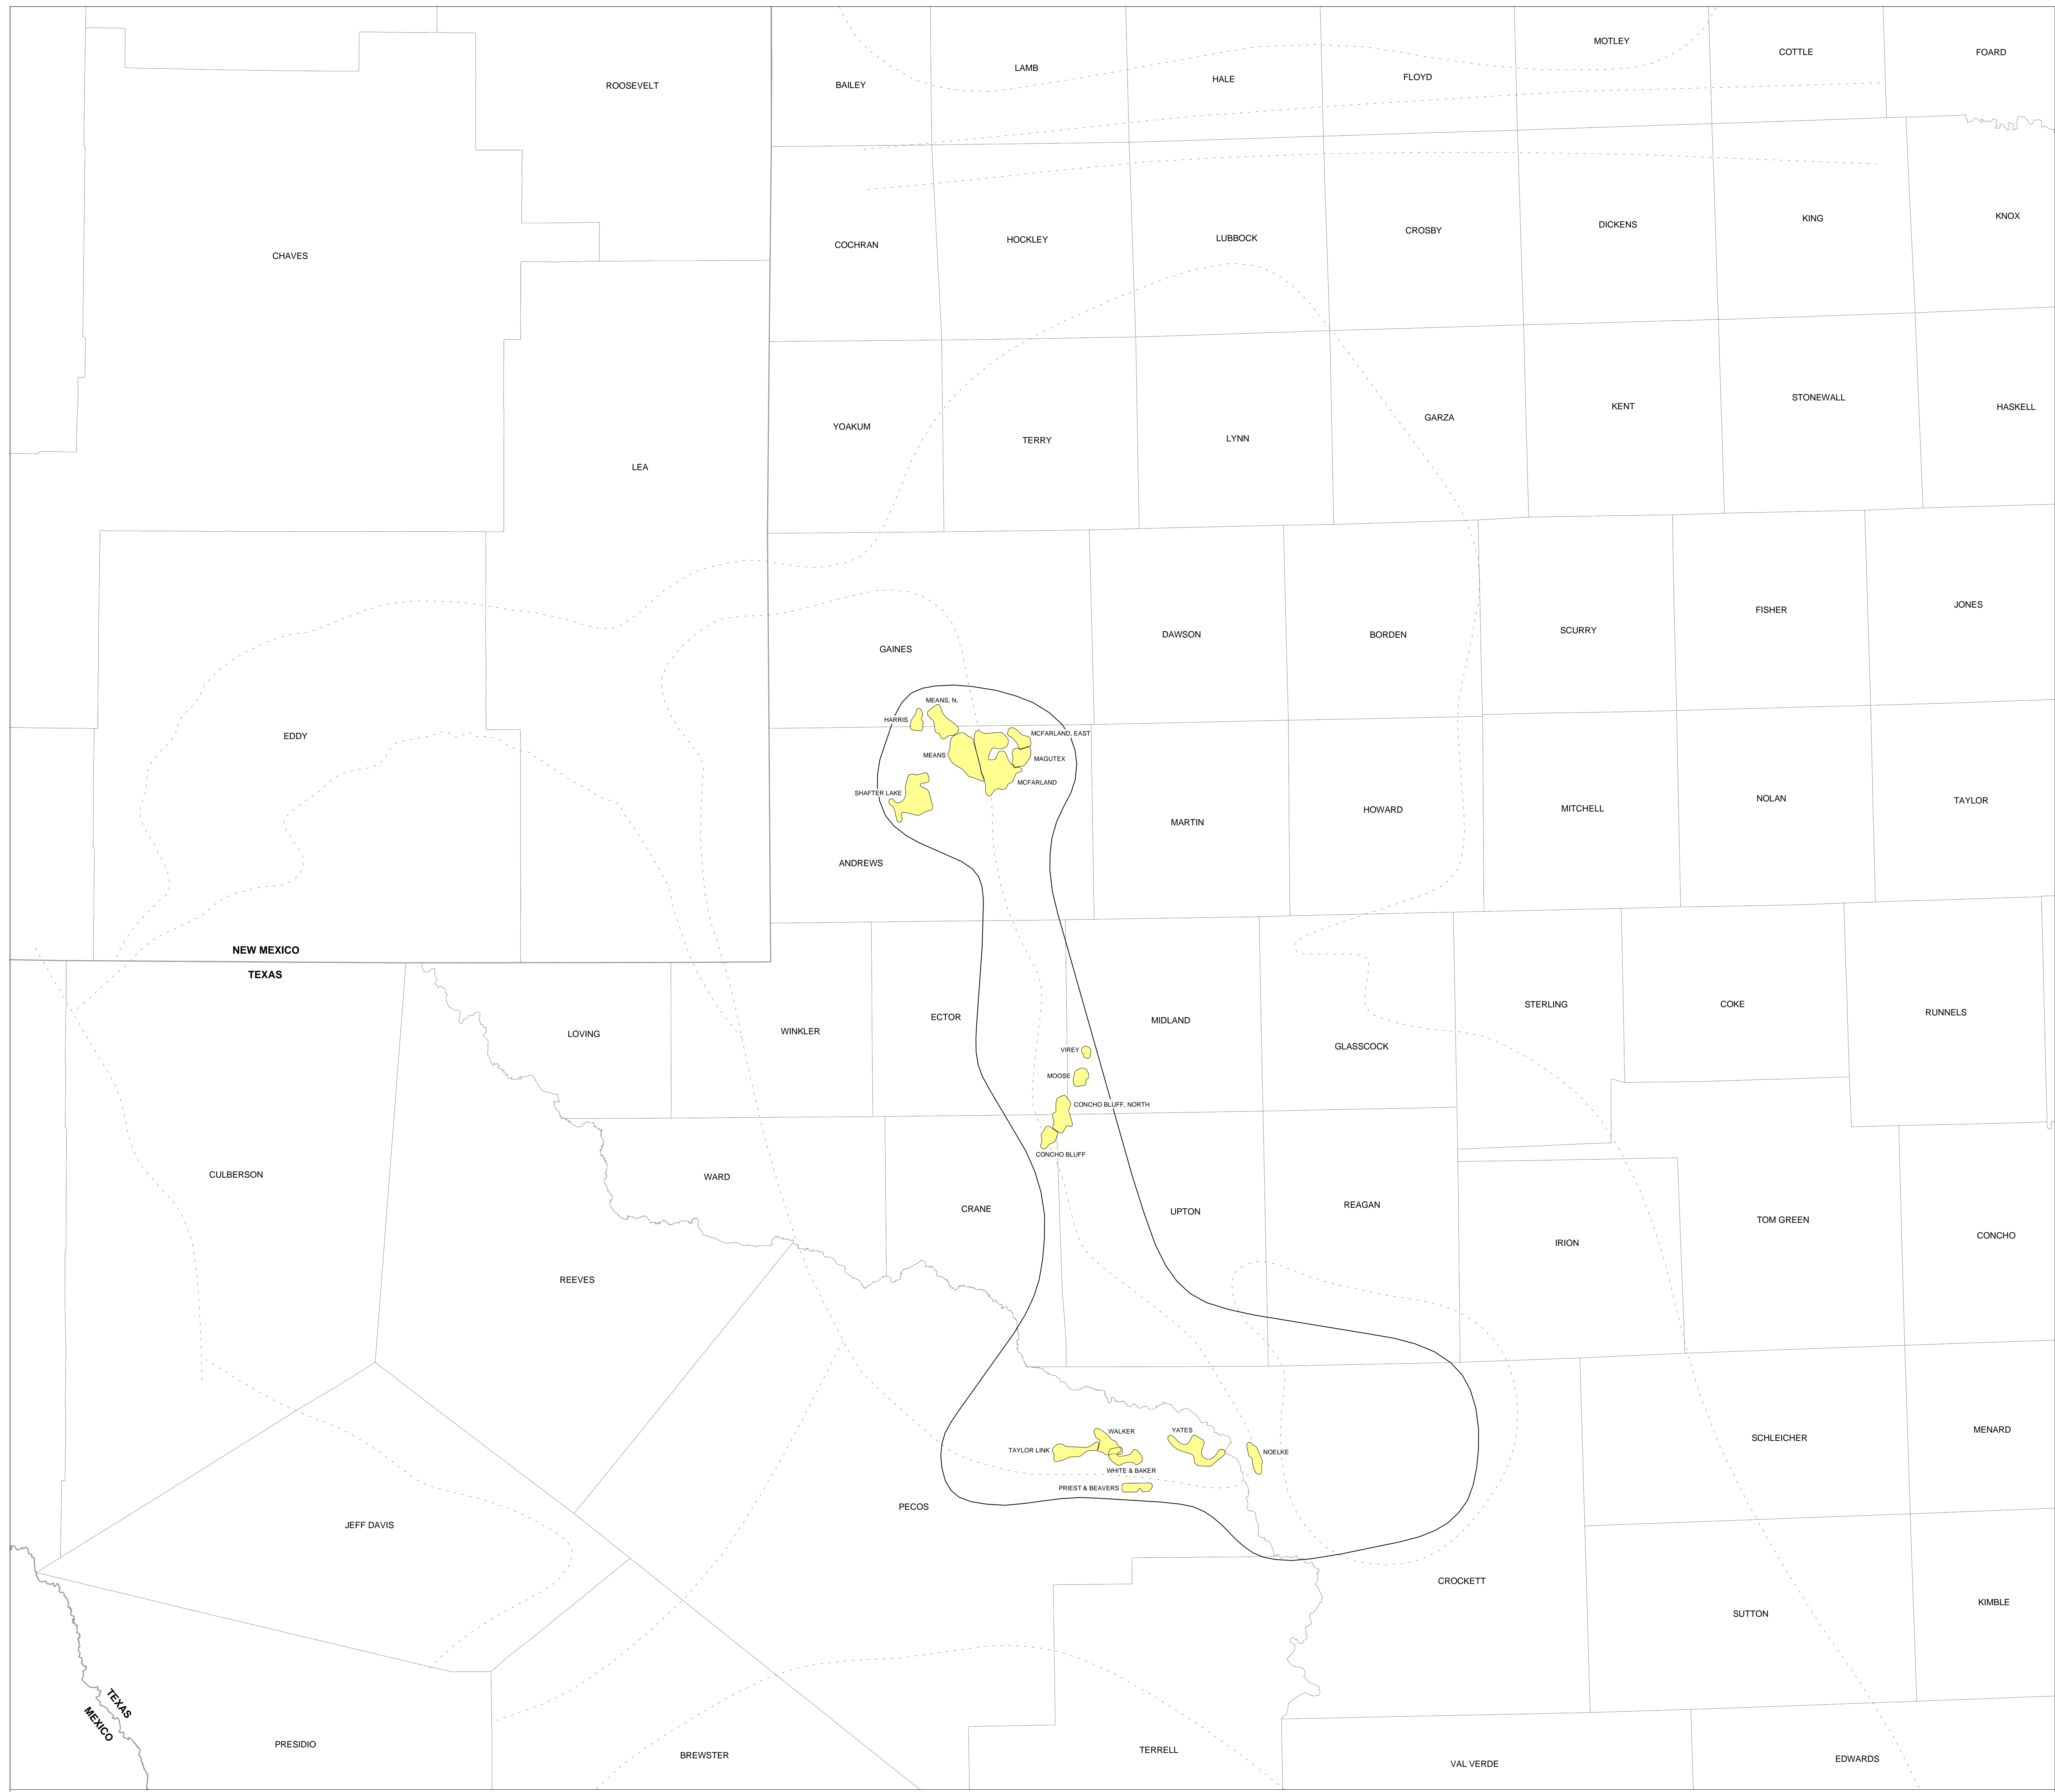 MOTLEY
COTTLE
FOARD
LAMB
HALE
FLOYD
BAILEY
ROOSEVELT
CHAVES
COCHRAN
HOCKLEY
LUBBOCK
CROSBY
DICKENS
KING
KNOX
YOAKUM
TERRY
LYNN
GARZA
KENT
STONEWALL
HASKELL
LEA
GAINES
DAWSON
BORDEN
SCURRY
FISHER
JONES
EDDY
MEANS, N.
HARRIS
MCFARLAND, EAST
MEANS
MAGUTEX
MCFARLAND
SHAFTER LAKE
ANDREWS
MARTIN
HOWARD
MITCHELL
NOLAN
TAYLOR
NEW MEXICO
TEXAS
LOVING
WINKLER
ECTOR
MIDLAND
GLASSCOCK
STERLING
COKE
RUNNELS
VIREY
MOOSE
CONCHO BLUFF, NORTH
CONCHO BLUFF
CULBERSON
WARD
CRANE
UPTON
REAGAN
IRION
TOM GREEN
CONCHO
REEVES
WALKER
YATES
TAYLOR LINK
NOELKE
WHITE & BAKER
PRIEST & BEAVERS
SCHLEICHER
MENARD
PECOS
JEFF DAVIS
CROCKETT
SUTTON
KIMBLE
TEXAS
MEXICO
PRESIDIO
BREWSTER
TERRELL
VAL VERDE
EDWARDS